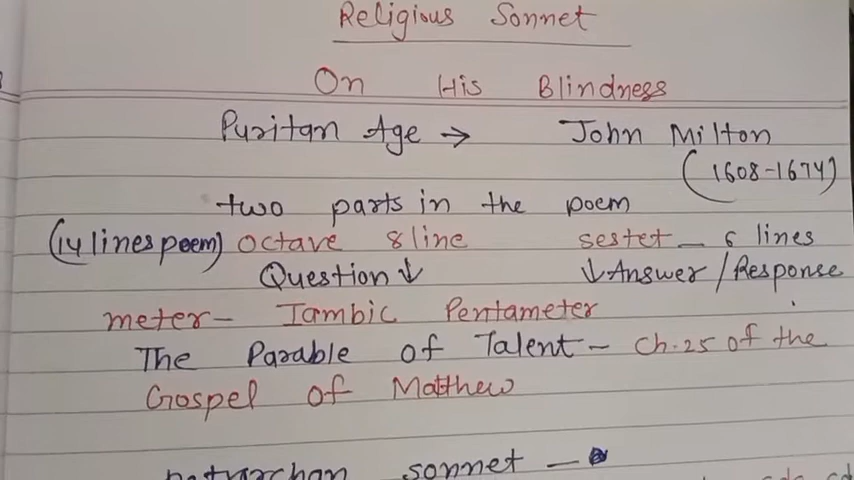 Religious Sonnet
On His Blindness
Puritan Age → John Milton
(1608-1674)
two parts in the poem
(14 lines poem) octave 8 line sestet - 6 lines
Question ↓ ↓ Answer / Response
meter- Iambic Pentameter
The Parable of Talent - Ch. 25 of the
Gospel of Matthew
petrarchan sonnet -